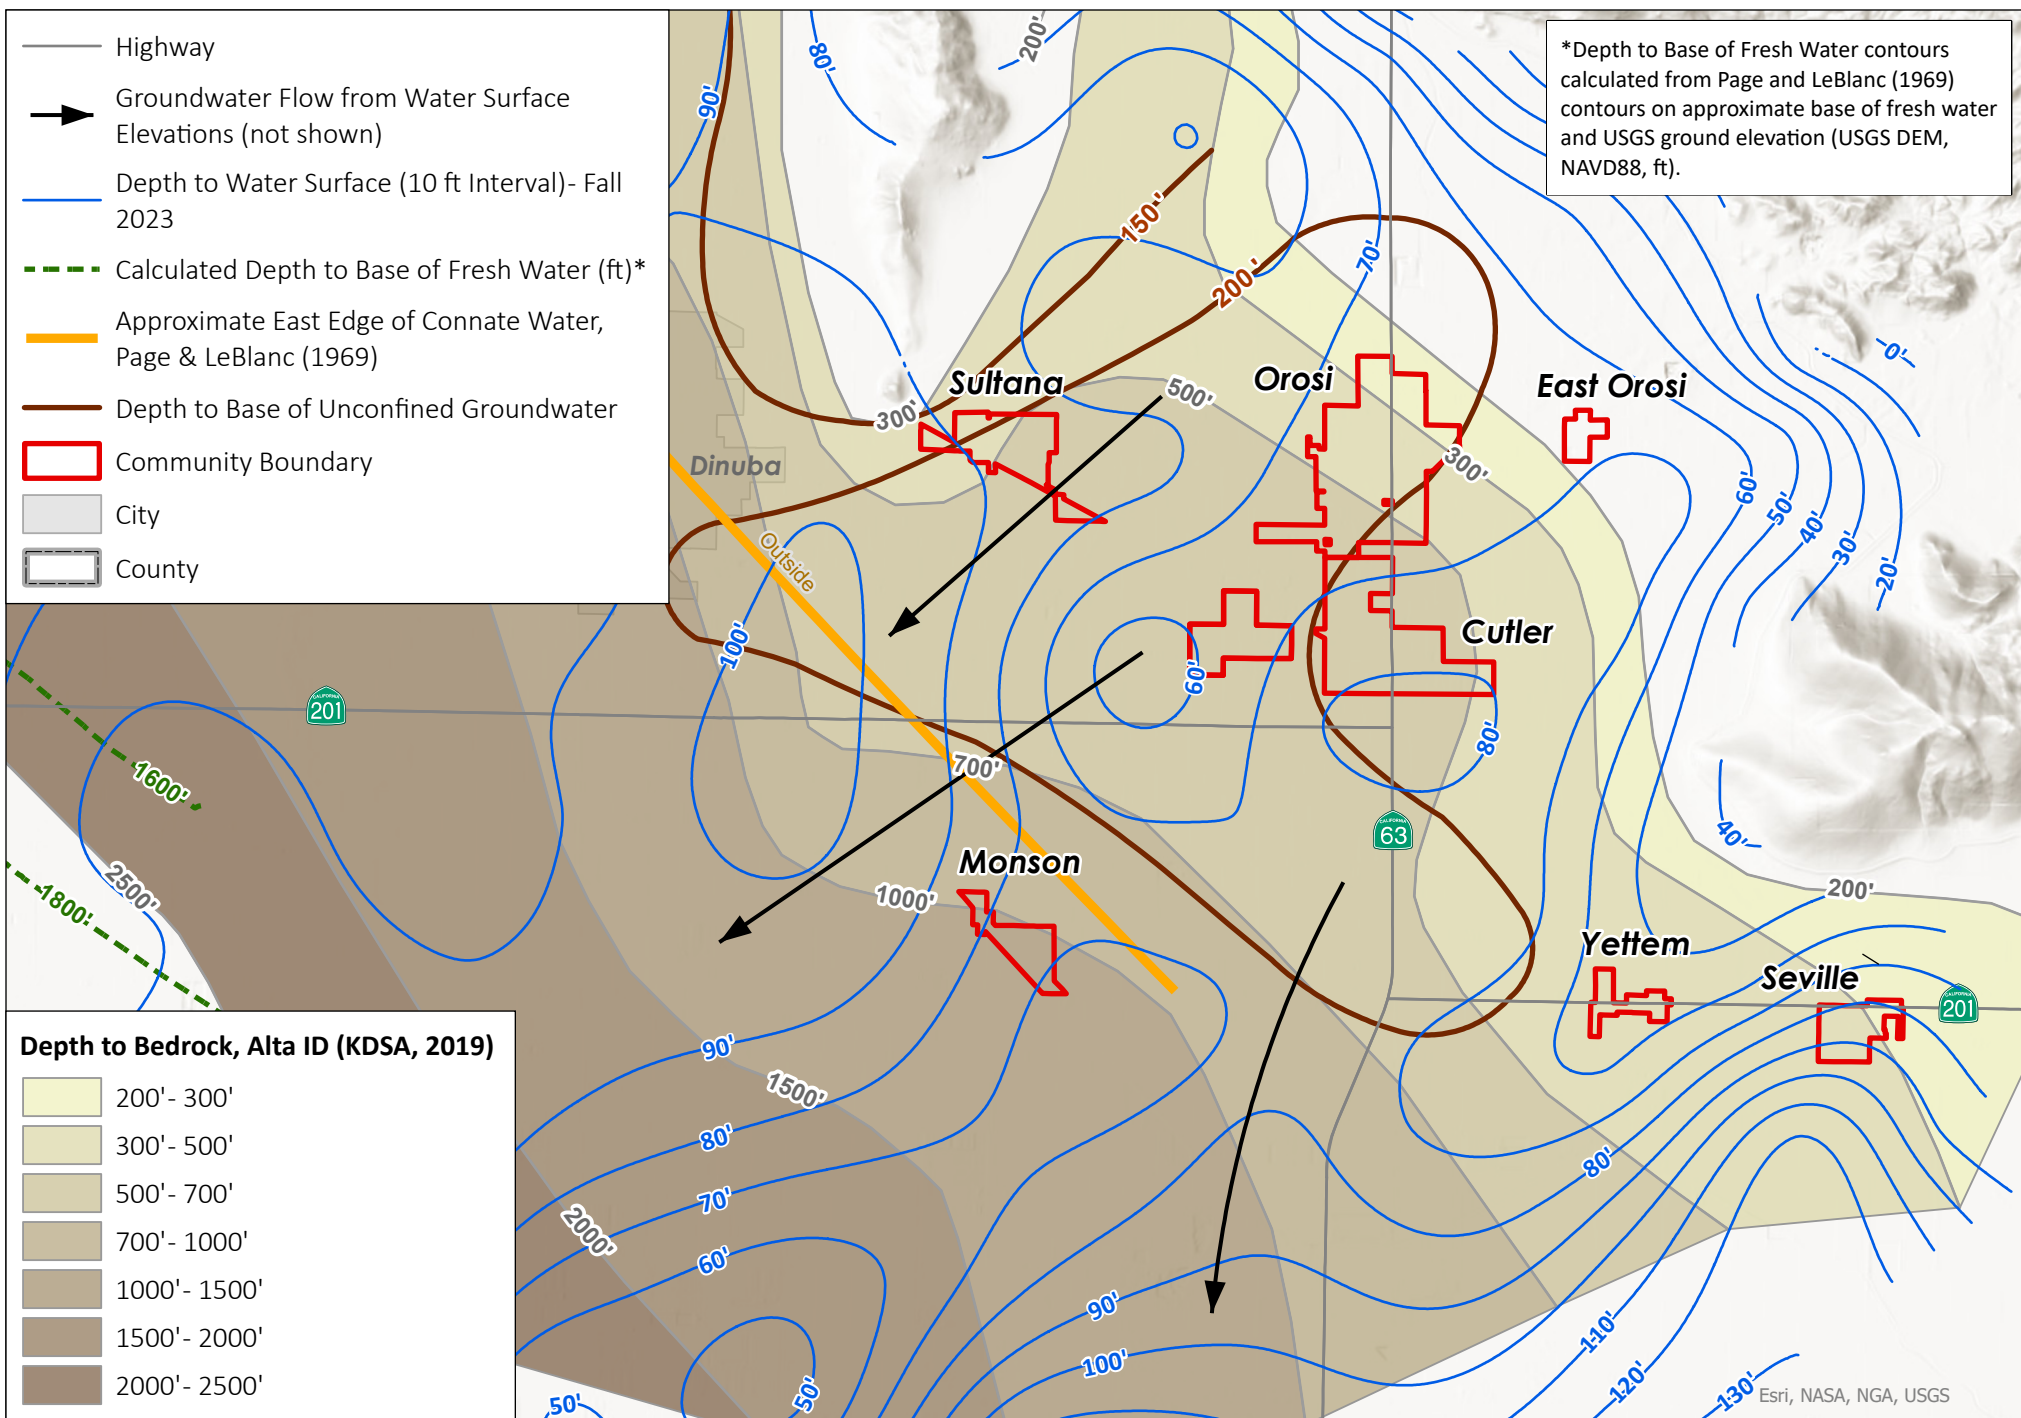 Highway
Groundwater Flow from Water Surface
Elevations (not shown)
Depth to Water Surface (10 ft Interval)- Fall
2023
Calculated Depth to Base of Fresh Water (ft)*
Approximate East Edge of Connate Water,
Page & LeBlanc (1969)
Depth to Base of Unconfined Groundwater
Community Boundary
City
County
*Depth to Base of Fresh Water contours
calculated from Page and LeBlanc (1969)
contours on approximate base of fresh water
and USGS ground elevation (USGS DEM,
NAVD88, ft).
80'
200'
90'
150'
70'
200'
0'
Sultana
Orosi
East Orosi
500'
300'
Dinuba
300'
60'
50'
40'
30'
20'
Outside
100'
Cutler
60'
CALIFORNIA
201
80'
700'
1600'
CALIFORNIA
63
40'
Monson
2500'
1000'
200'
1800'
Yettem
Seville
CALIFORNIA
201
90'
1500'
80'
80'
70'
2000'
60'
90'
110'
100'
120'
130'
50'
50'
Depth to Bedrock, Alta ID (KDSA, 2019)
200'- 300'
300'- 500'
500'- 700'
700'- 1000'
1000'- 1500'
1500'- 2000'
2000'- 2500'
Esri, NASA, NGA, USGS